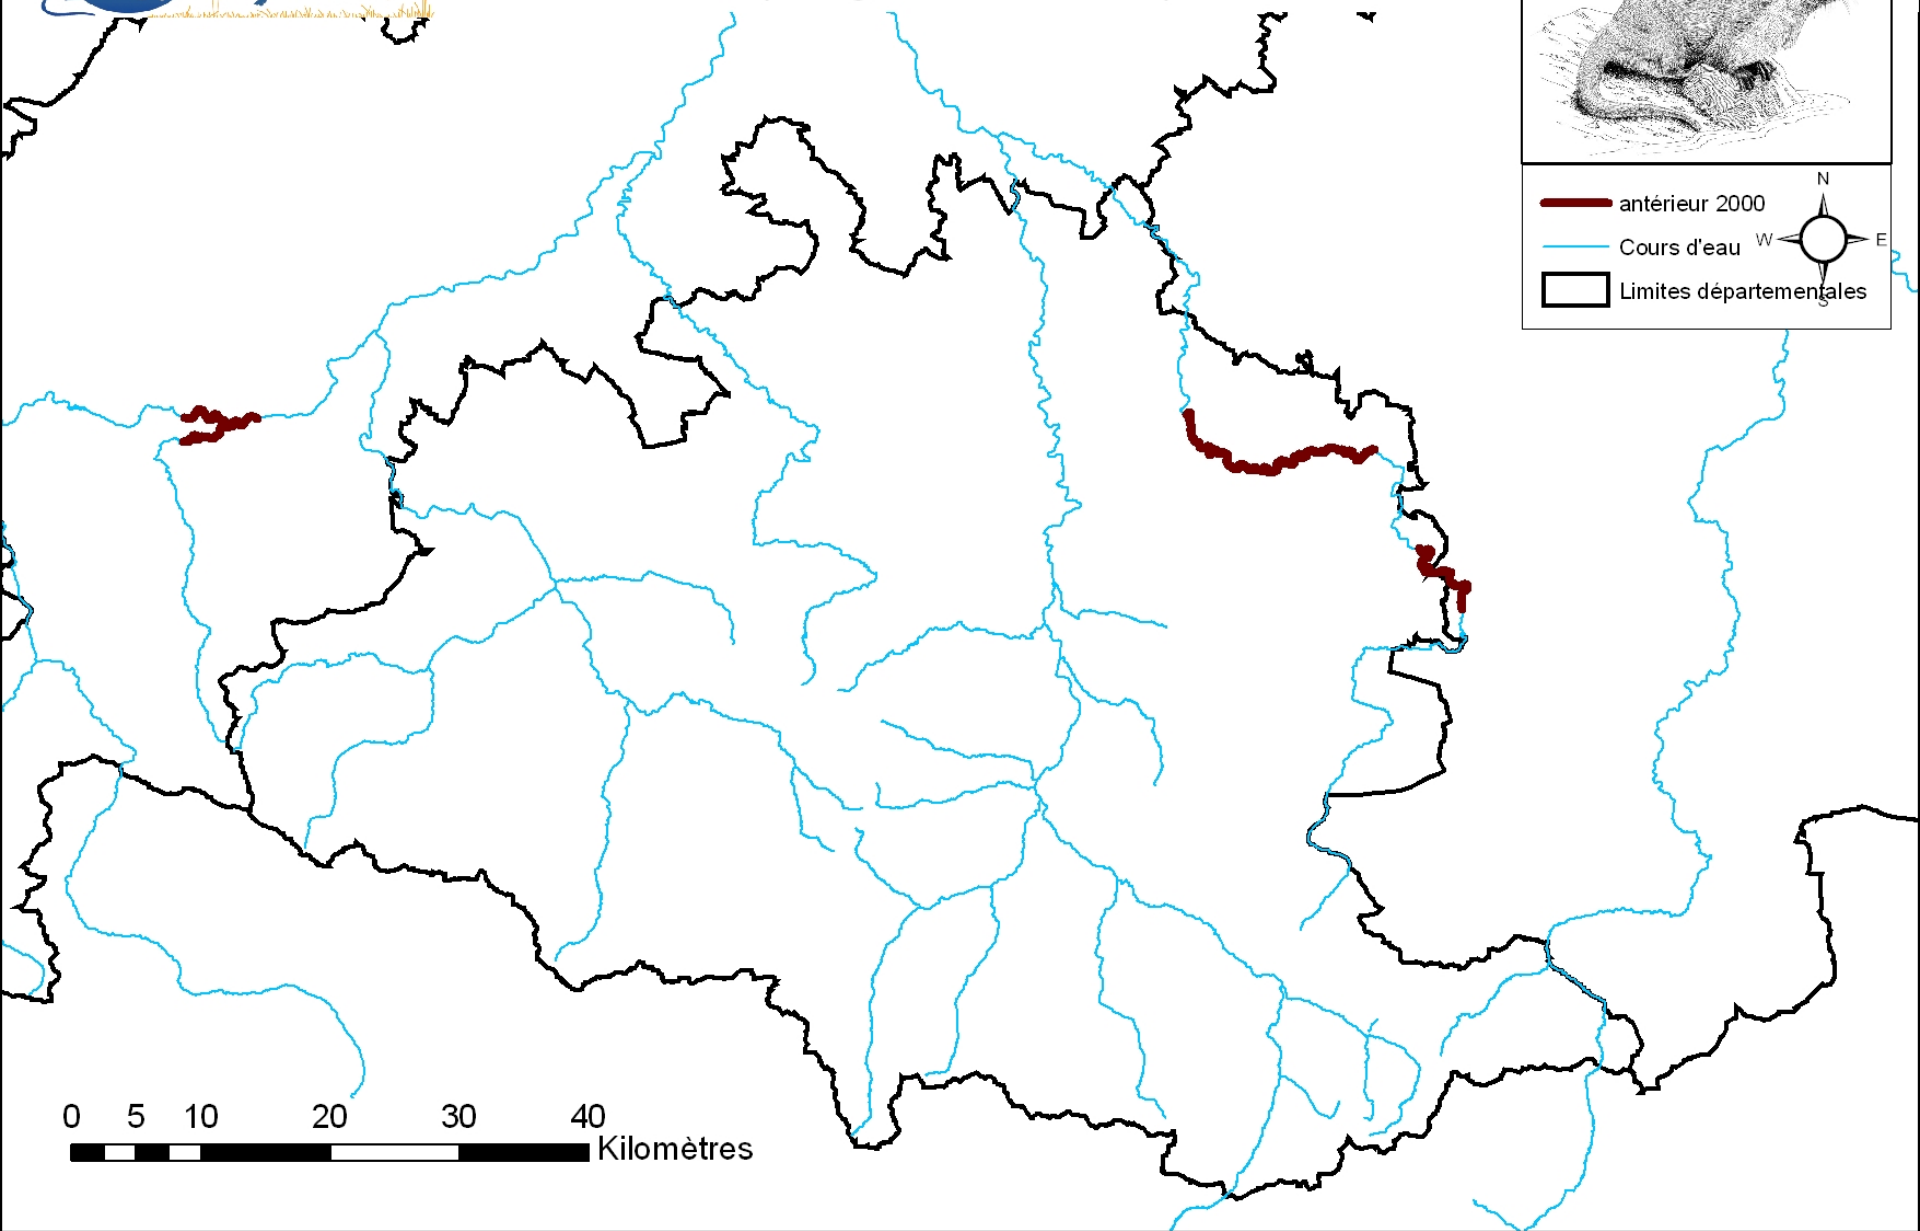 N
antérieur 2000
W
E
Cours d'eau
S
Limites départementales
0 5 10 20 30 40
Kilomètres